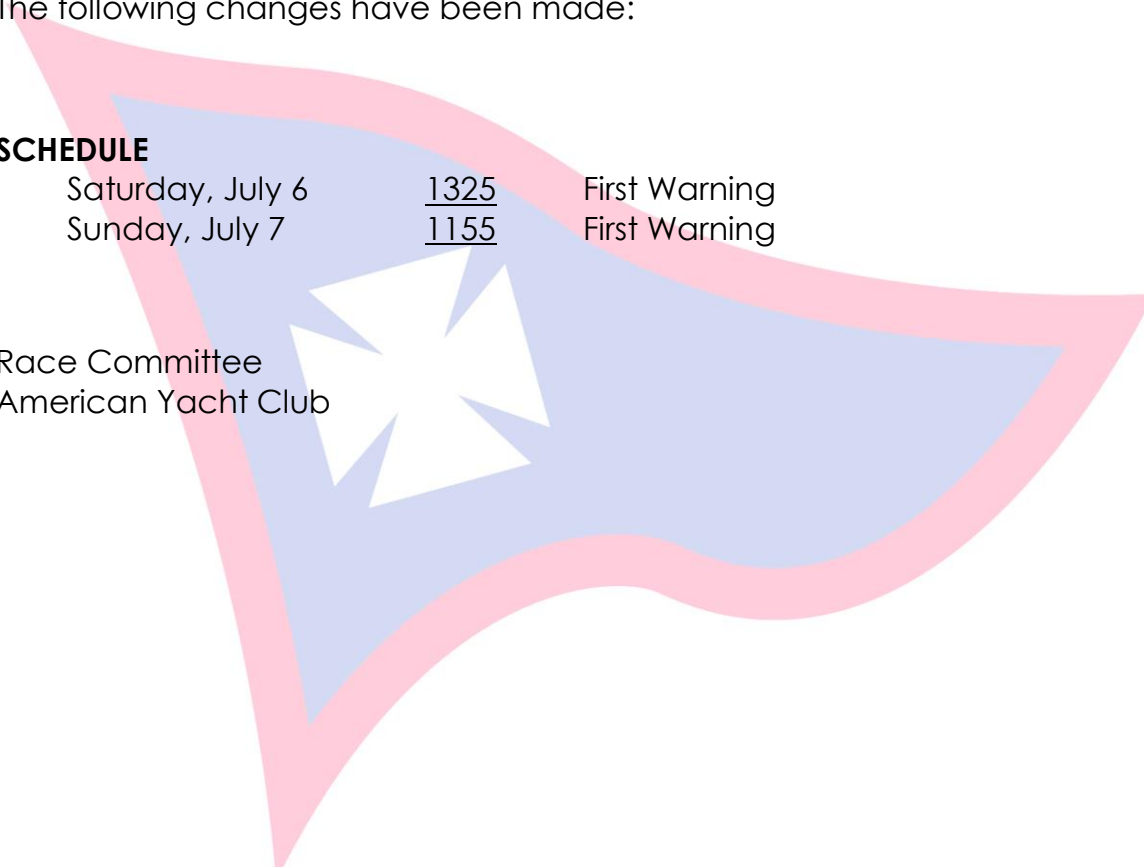 The following changes have been made:
SCHEDULE
Saturday, July 6 1325 First Warning
Sunday, July 7 1155 First Warning
Race Committee
American Yacht Club